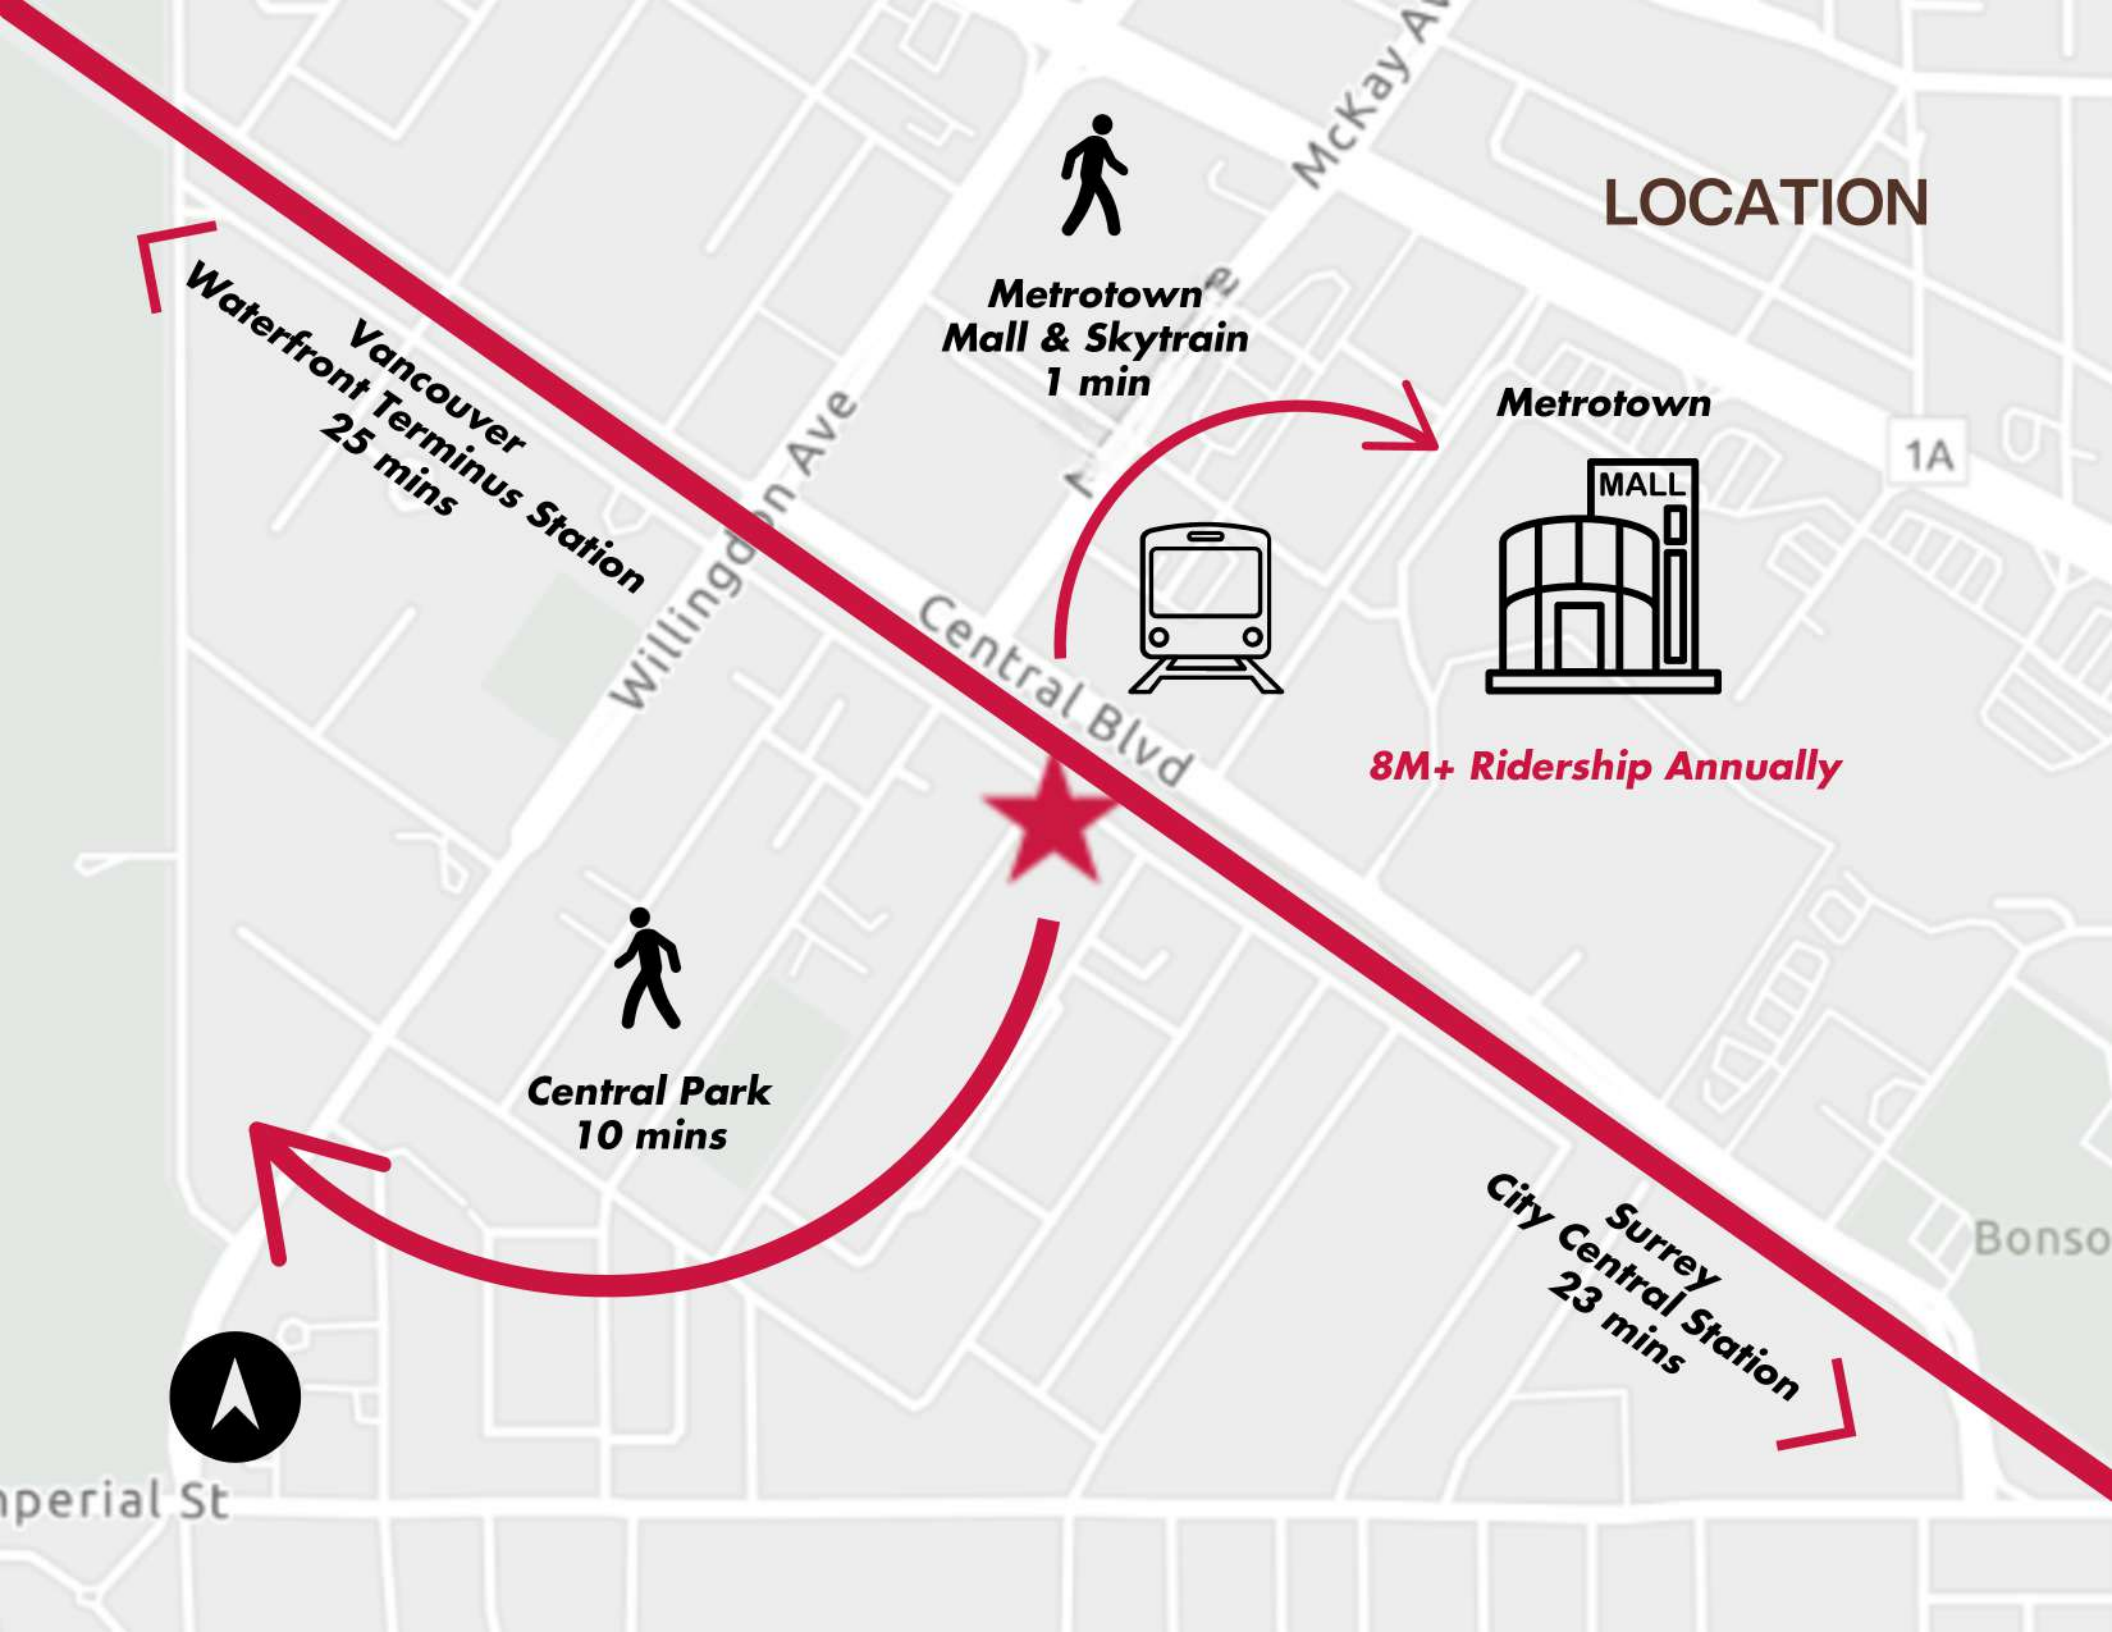 McKay Av
LOCATION
Metrotown
Mall & Skytrain
1 min
Vancouver
Waterfront Terminus Station
25 mins
Willingdon Ave
Metrotown
MALL
1A
Central Blvd
8M+ Ridership Annually
Central Park
10 mins
Surrey
City Central Station
23 mins
Bonso
perial St